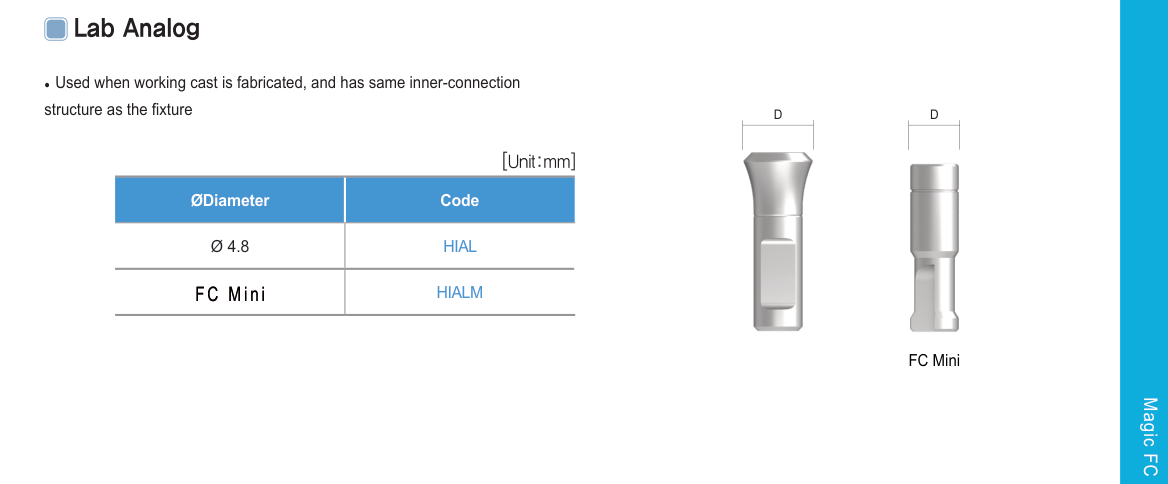 Lab Analog
• Used when working cast is fabricated, and has same inner-connection
structure as the fixture
[Unit:mm]
ØDiameter Code
Ø 4.8 HIAL
FC Mini HIALM
D D
FC Mini
Magic FC